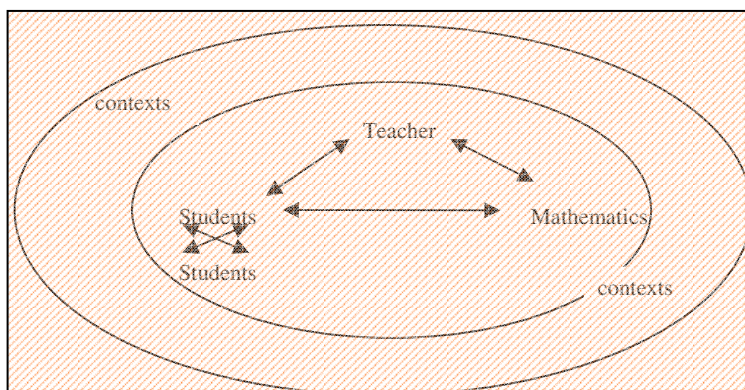 contexts
Teacher
Students
Mathematics
Students
contexts